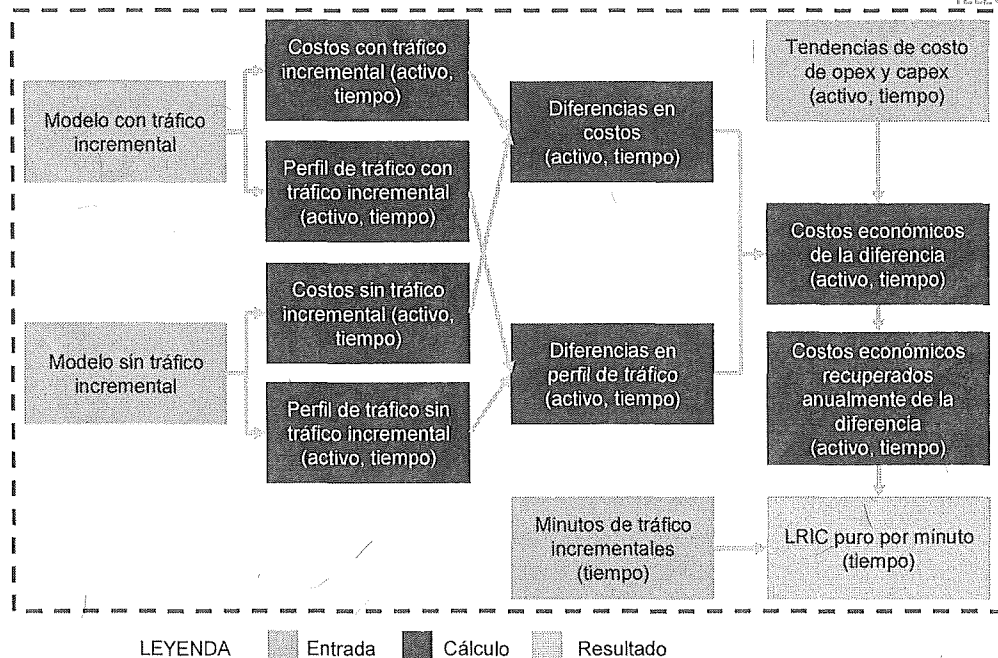 Modelo con tráfico
incremental
Modelo sin tráfico
incremental
Costos con tráfico
incremental (activo,
tiempo)
Perfil de tráfico con
tráfico incremental
(activo, tiempo)
Costos sin tráfico
incremental (activo,
tiempo)
Perfil de tráfico sin
tráfico incremental
(activo, tiempo)
Diferencias en
costos
(activo, tiempo)
Diferencias en
perfil de tráfico
(activo, tiempo)
Minutos de tráfico
incrementales
(tiempo)
Tendencias de costo
de opex y capex
(activo, tiempo)
Costos económicos
de la diferencia
(activo, tiempo)
Costos económicos
recuperados
anualmente de la
diferencia
(activo, tiempo)
LRIC puro por minuto
(tiempo)
LEYENDA
Entrada
Cálculo
Resultado